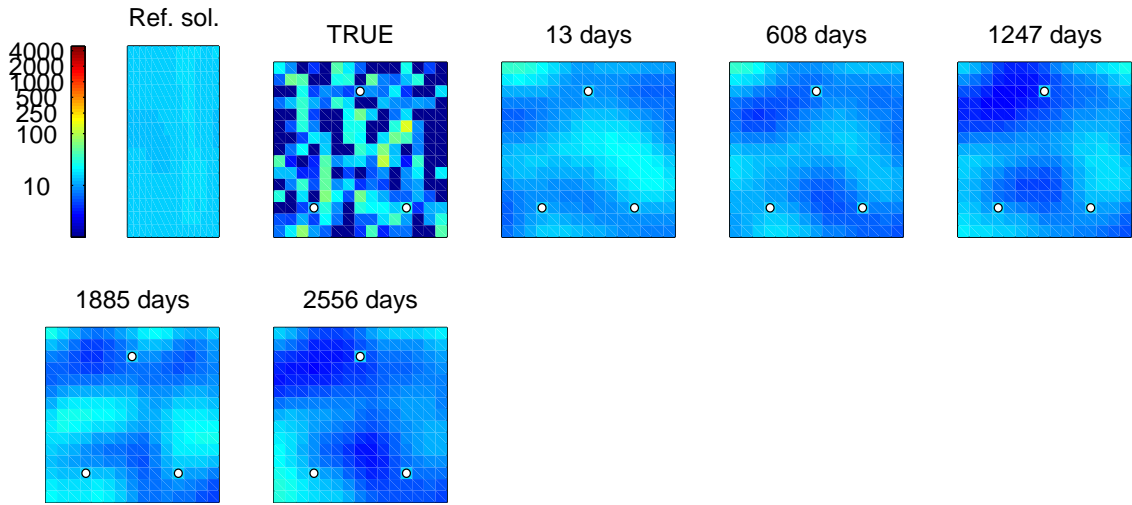 Ref. sol.
TRUE
13 days
608 days
1247 days
4000
2000
1000
500
250
100
10
1885 days
2556 days